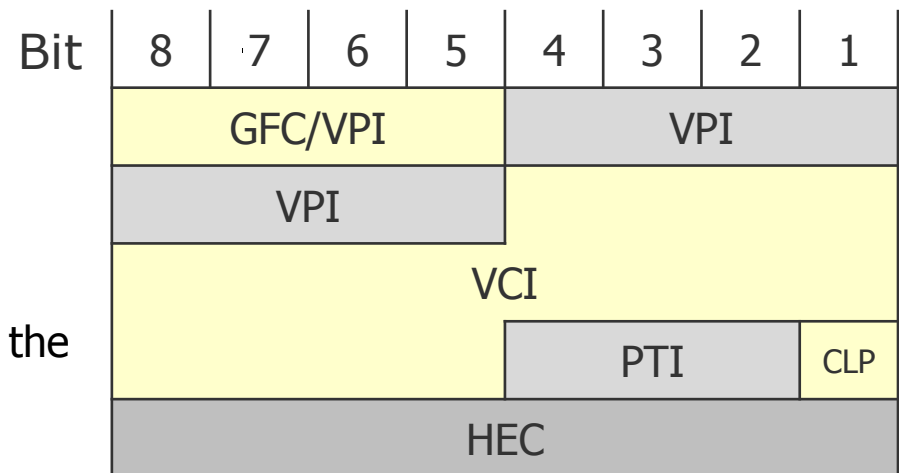 Bit 8 7 6 5 4 3 2 1
GFC/VPI VPI
VPI
VCI
the PTI CLP
HEC